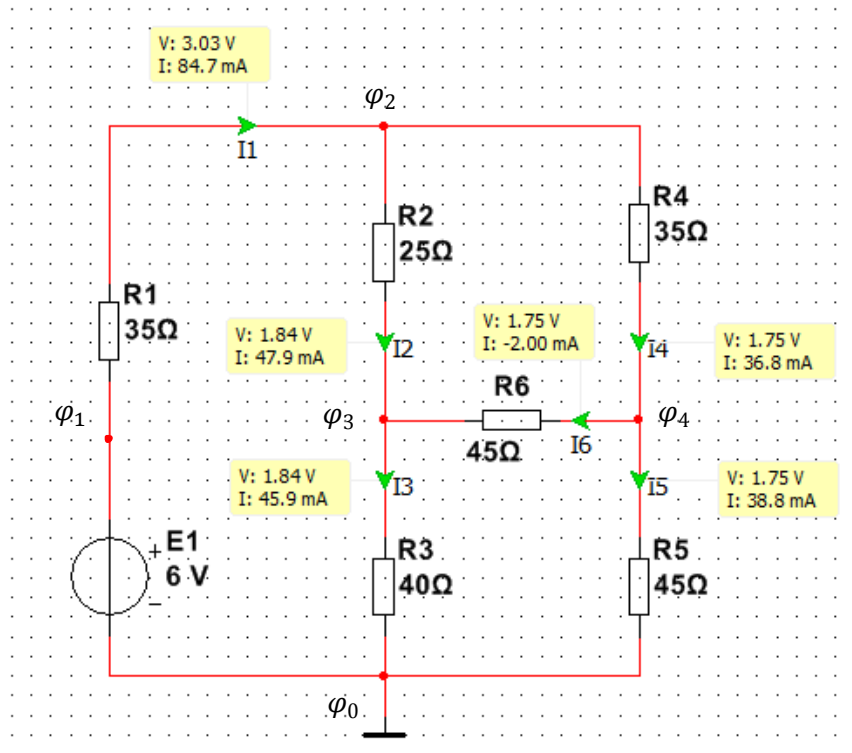 V: 3.03 V
I: 84.7 mA
φ2
I1
R4
35Ω
R2
25Ω
R1
35Ω
V: 1.75 V
I: -2.00 mA
V: 1.84 V
I: 47.9 mA
I2
I4
V: 1.75 V
I: 36.8 mA
R6
φ1
φ3
φ4
45Ω
I6
V: 1.84 V
I: 45.9 mA
I3
I5
V: 1.75 V
I: 38.8 mA
+ E1
6 V
−
R3
40Ω
R5
45Ω
φ0